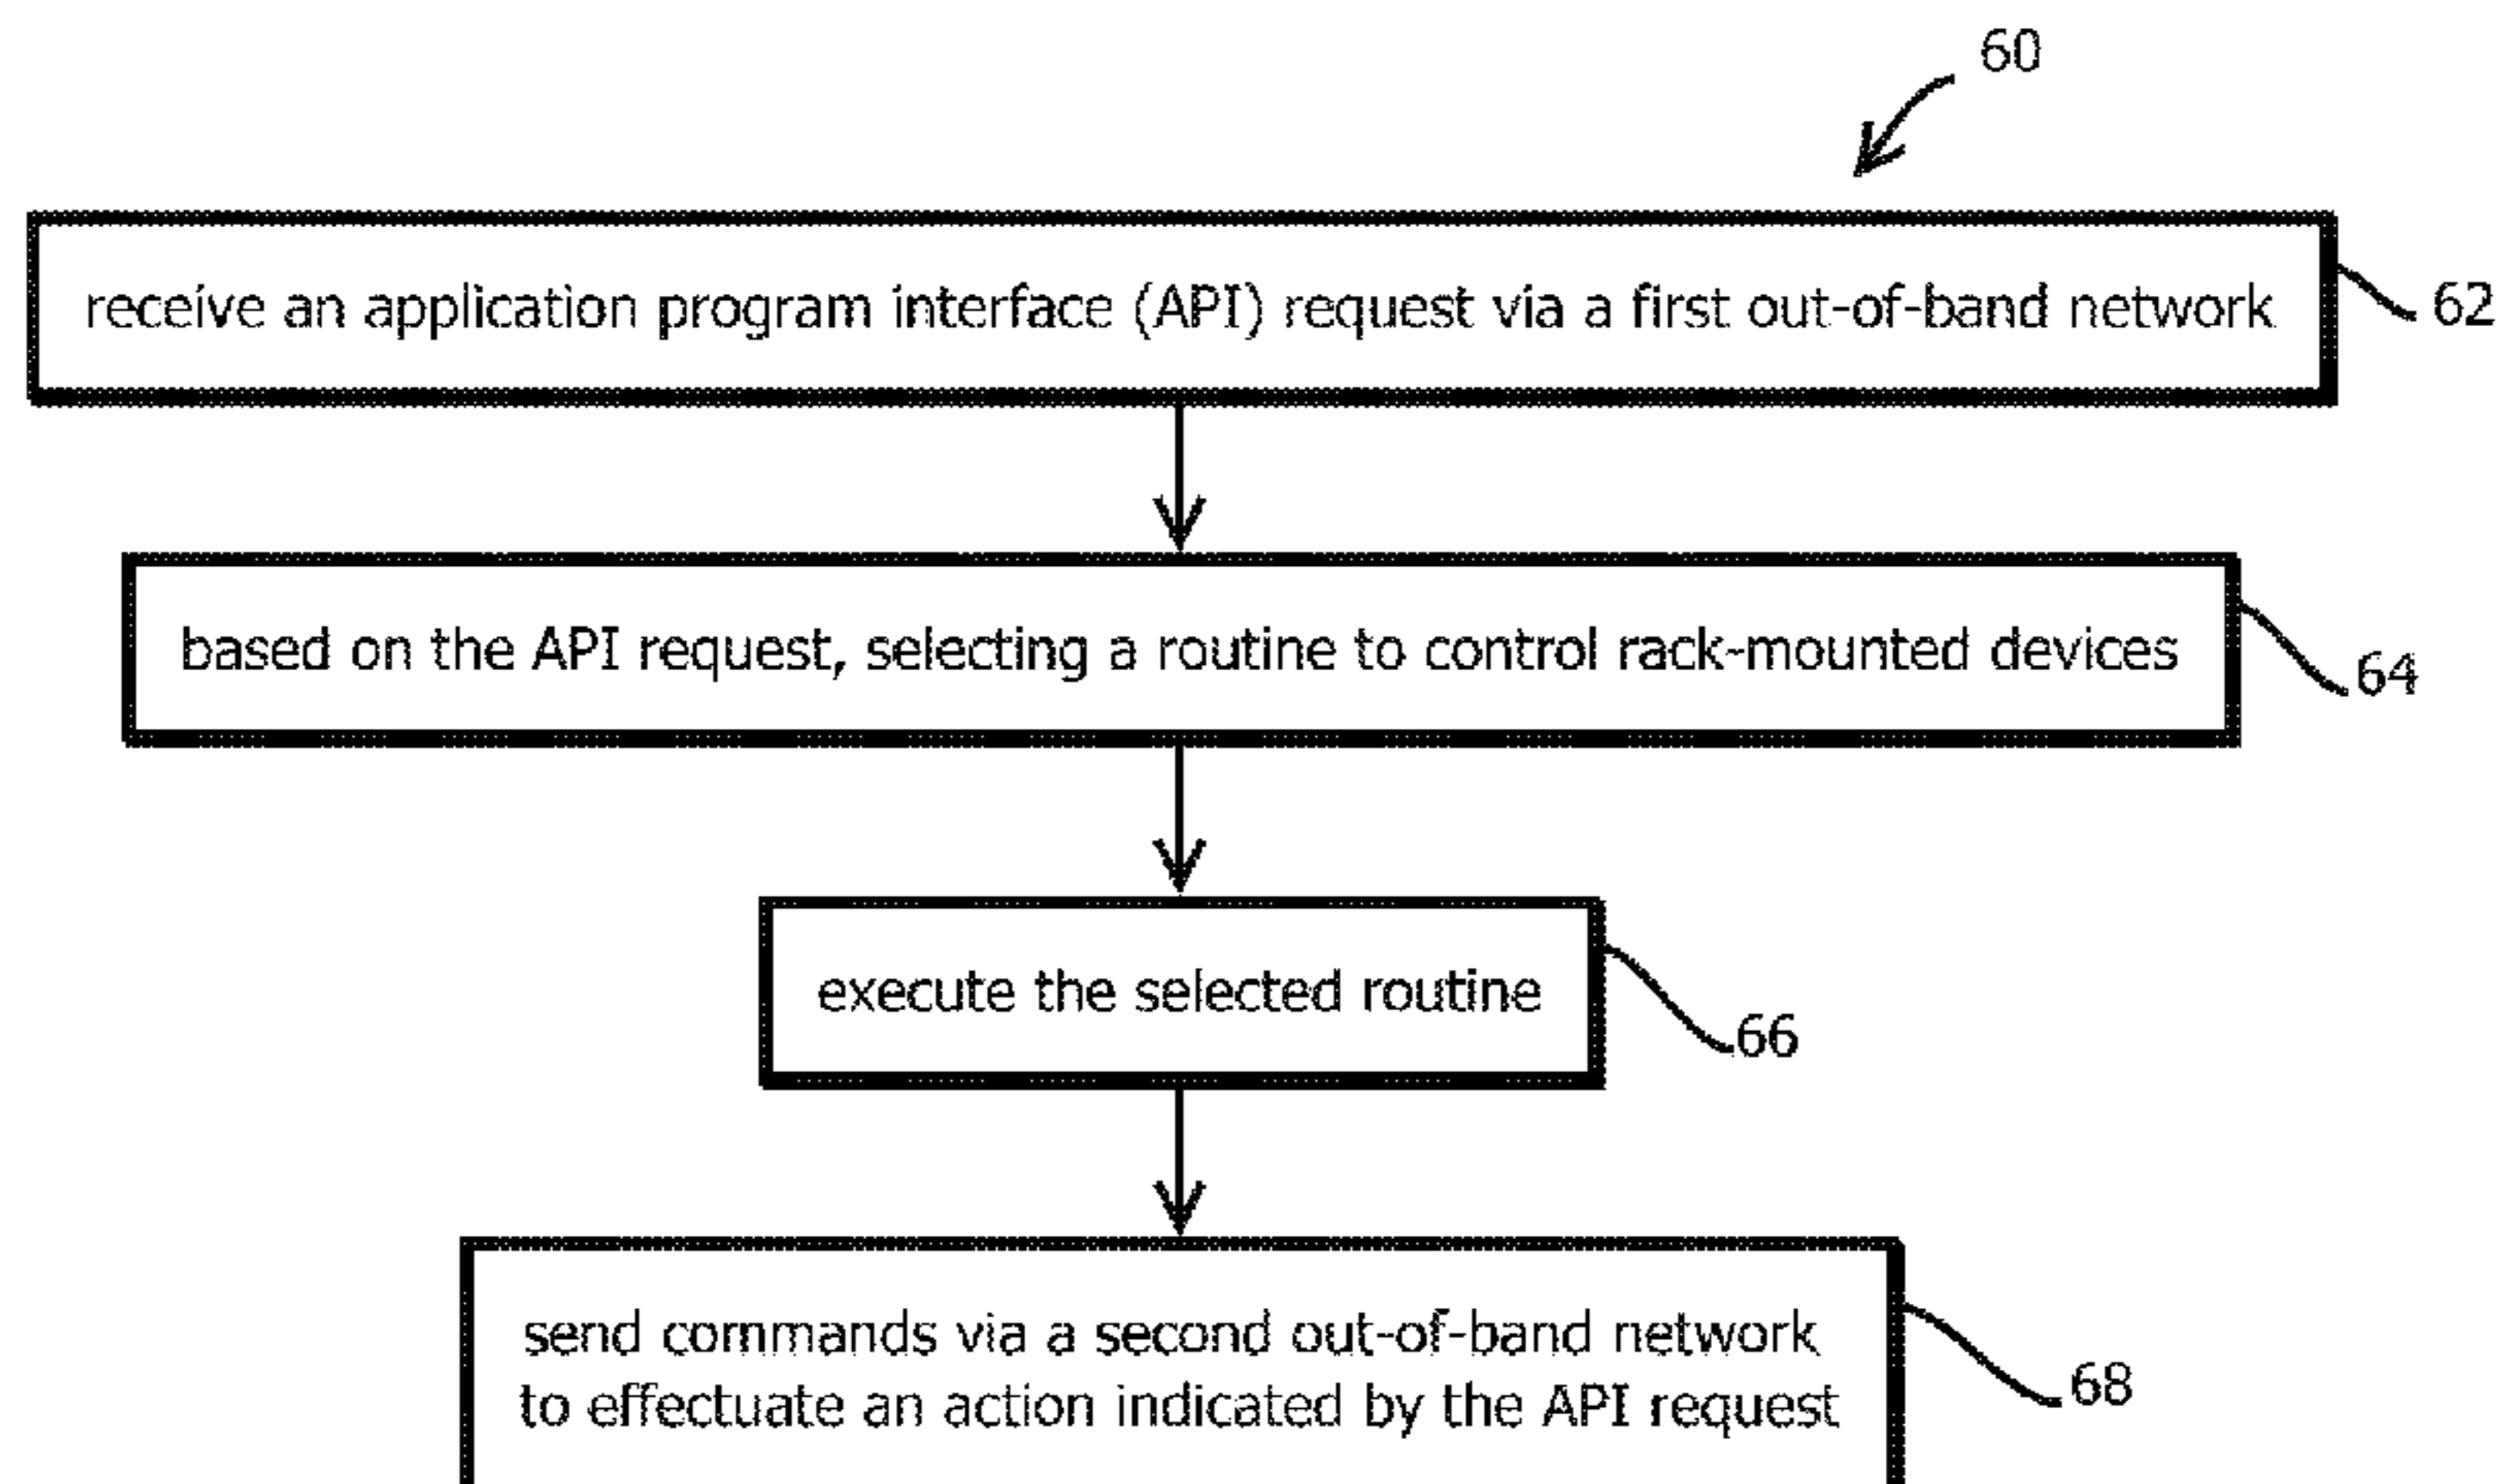 60
receive an application program interface (API) request via a first out-of-band network
62
based on the API request, selecting a routine to control rack-mounted devices
64
execute the selected routine
66
send commands via a second out-of-band network
to effectuate an action indicated by the API request
68